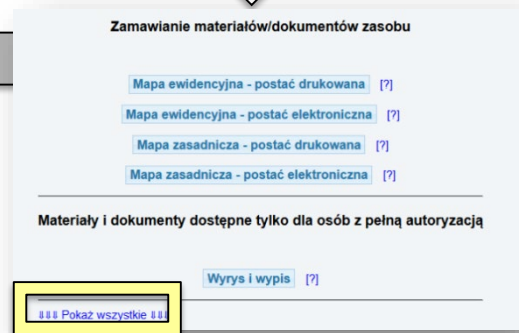 Zamawianie materiałów/dokumentów zasobu
Mapa ewidencyjna - postać drukowana [?]
Mapa ewidencyjna - postać elektroniczna [?]
Mapa zasadnicza - postać drukowana [?]
Mapa zasadnicza - postać elektroniczna [?]
Materiały i dokumenty dostępne tylko dla osób z pełną autoryzacją
Wyrys i wypis [?]
⇓⇓⇓ Pokaż wszystkie ⇓⇓⇓